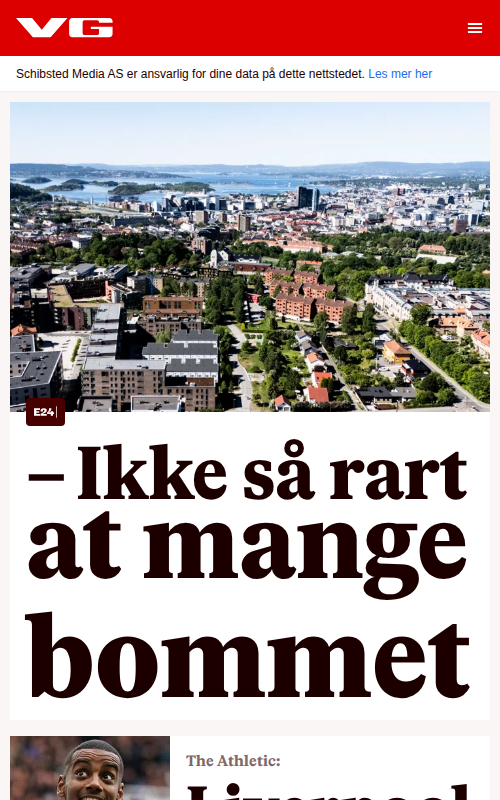 VG
Schibsted Media AS er ansvarlig for dine data på dette nettstedet. Les mer her
E24
– Ikke så rart
at mange
bommet
The Athletic:
Liverpool